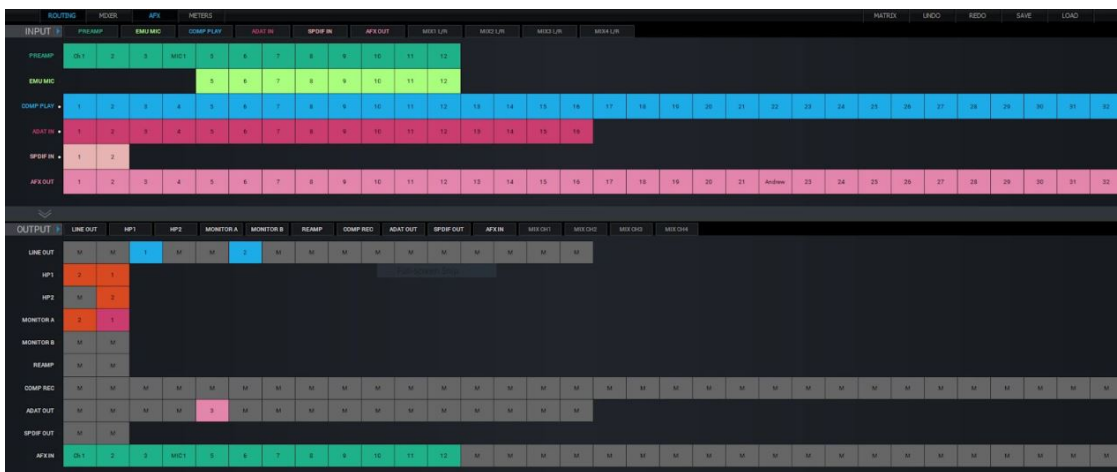 ROUTING MIXER AFX METERS MATRIX UNDO REDO SAVE LOAD
INPUT PREAMP EMU MIC COMP PLAY ADAT IN SPDIF IN AFX OUT MIX1 L/R MIX2 L/R MIX3 L/R MIX4 L/R
PREAMP Ch 1 2 3 MIC1 5 6 7 8 9 10 11 12
EMU MIC 5 6 7 8 9 10 11 12
COMP PLAY 1 2 3 4 5 6 7 8 9 10 11 12 13 14 15 16 17 18 19 20 21 22 23 24 25 26 27 28 29 30 31 32
ADAT IN 1 2 3 4 5 6 7 8 9 10 11 12 13 14 15 16
SPDIF IN 1 2
AFX OUT 1 2 3 4 5 6 7 8 9 10 11 12 13 14 15 16 17 18 19 20 21 Andrew 23 24 25 26 27 28 29 30 31 32
OUTPUT LINE OUT HP1 HP2 MONITOR A MONITOR B REAMP COMP REC ADAT OUT SPDIF OUT AFX IN MIX CH1 MIX CH2 MIX CH3 MIX CH4
LINE OUT M M 1 M M 2 M M M M M M M M M M
HP1 2 1
HP2 M 2
MONITOR A 2 1
MONITOR B M M
REAMP M M
COMP REC M M M M M M M M M M M M M M M M M M M M M M M M M M M M M M M M
ADAT OUT M M M M 3 M M M M M M M M M M M
SPDIF OUT M M
AFX IN Ch 1 2 3 MIC1 5 6 7 8 9 10 11 12 M M M M M M M M M M M M M M M M M M M M